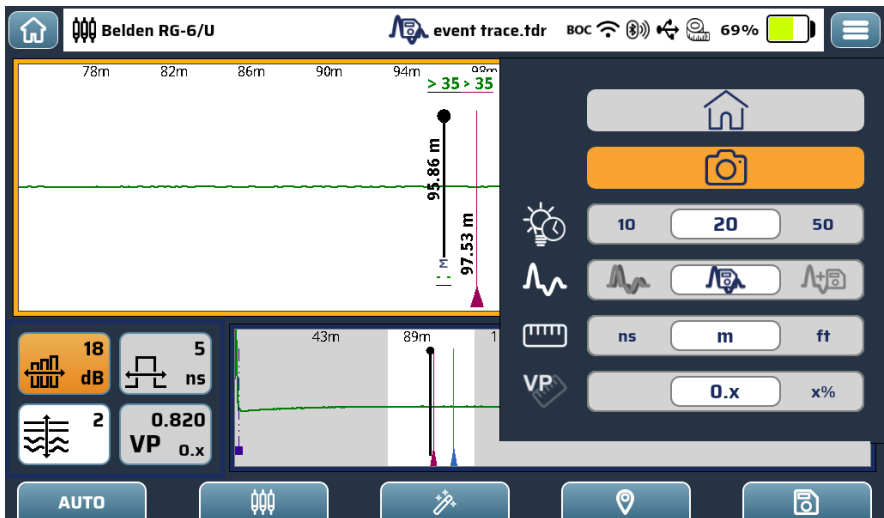 Belden RG-6/U
event trace.tdr
BOC
69%
78m 82m 86m 90m 94m 98m
> 35 > 35
95.86 m
M
97.53 m
10 20 50
ns m ft
VP
0.x x%
18 dB
5 ns
2
0.820
VP 0.x
43m 89m 1
AUTO